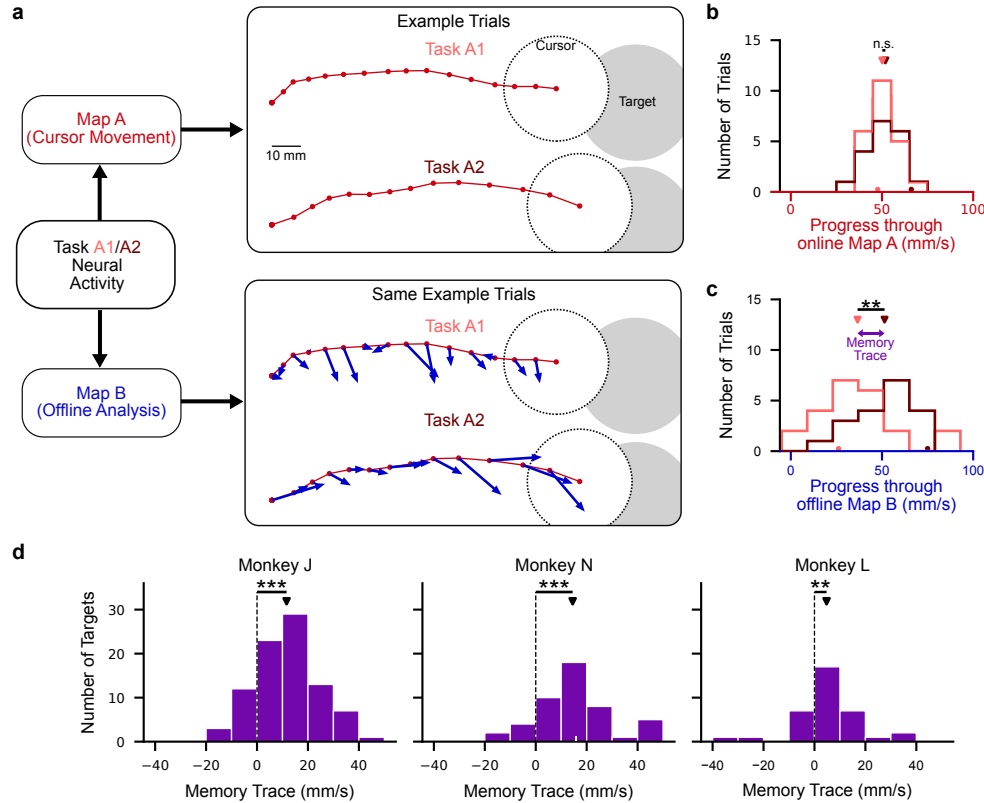 a
Example Trials
Task A1
Cursor
Target
10 mm
Task A2
Map A
(Cursor Movement)
Task A1/A2
Neural
Activity
Map B
(Offline Analysis)
Same Example Trials
Task A1
Task A2
b
n.s.
15
10
5
0
Number of Trials
0 50 100
Progress through
online Map A (mm/s)
c
**
Memory
Trace
15
10
5
0
Number of Trials
0 50 100
Progress through
offline Map B (mm/s)
d
Monkey J
***
30
20
10
0
Number of Targets
−40 −20 0 20 40
Memory Trace (mm/s)
Monkey N
***
−40 −20 0 20 40
Memory Trace (mm/s)
Monkey L
**
−40 −20 0 20 40
Memory Trace (mm/s)